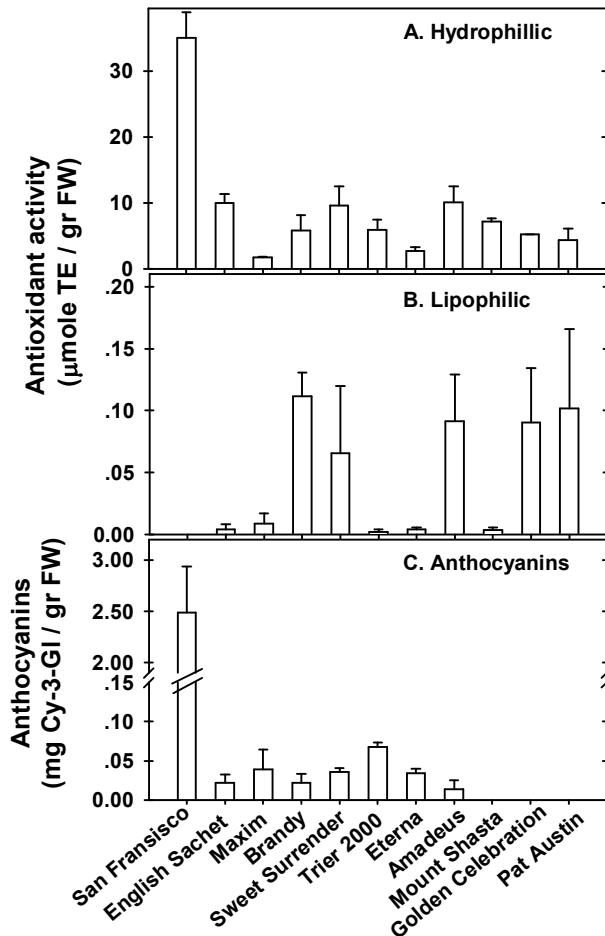 A. Hydrophillic
30
20
10
0
Antioxidant activity
(µmole TE / gr FW)
B. Lipophilic
.20
.15
.10
.05
0.00
C. Anthocyanins
3.00
2.50
2.00
.15
.10
.05
0.00
Anthocyanins
(mg Cy-3-Gl / gr FW)
San Fransisco
English Sachet
Maxim
Brandy
Sweet Surrender
Trier 2000
Eterna
Amadeus
Mount Shasta
Golden Celebration
Pat Austin